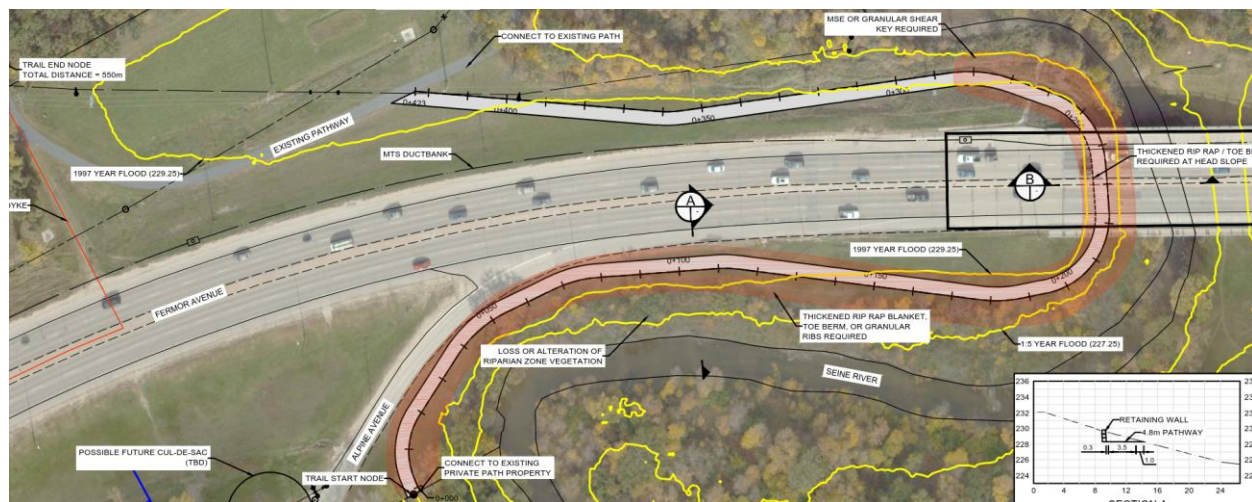 MSE OR GRANULAR SHEAR
KEY REQUIRED
CONNECT TO EXISTING PATH
TRAIL END NODE
TOTAL DISTANCE = 550m
0+423
0+400
0+350
EXISTING PATHWAY
MTS DUCTBANK
1997 YEAR FLOOD (229.25)
THICKENED RIP RAP / TOE BE
REQUIRED AT HEAD SLOPE
B
A
DYKE
1997 YEAR FLOOD (229.25)
0+100
0+150
0+200
0+050
FERMOR AVENUE
THICKENED RIP RAP BLANKET,
TOE BERM, OR GRANULAR
RIBS REQUIRED
LOSS OR ALTERATION OF
RIPARIAN ZONE VEGETATION
1:5 YEAR FLOOD (227.25)
SEINE RIVER
ALPINE AVENUE
POSSIBLE FUTURE CUL-DE-SAC
(TBD)
CONNECT TO EXISTING
PRIVATE PATH PROPERTY
TRAIL START NODE
0+000
236
234
232
230
228
226
224
RETAINING WALL
4.8m PATHWAY
0.3
3.5
1.0
0 4 8 12 16 20 24
SECTION A